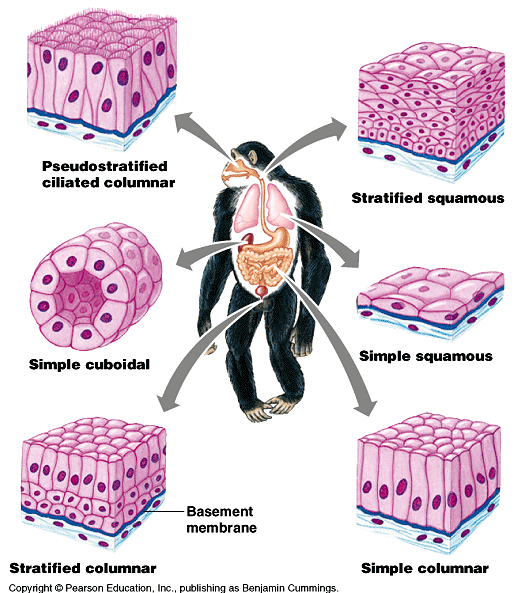 Pseudostratified
ciliated columnar
Stratified squamous
Simple cuboidal
Simple squamous
Basement
membrane
Stratified columnar
Simple columnar
Copyright © Pearson Education, Inc., publishing as Benjamin Cummings.